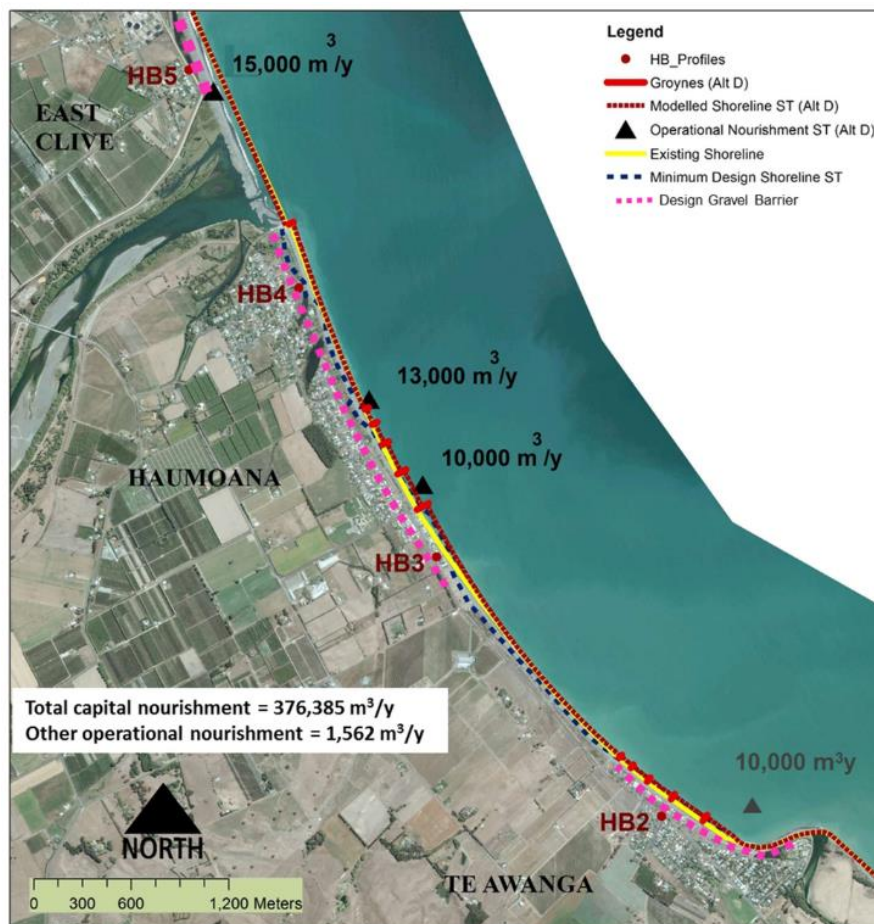 Legend
HB_Profiles
Groynes (Alt D)
Modelled Shoreline ST (Alt D)
Operational Nourishment ST (Alt D)
Existing Shoreline
Minimum Design Shoreline ST
Design Gravel Barrier
15,000 m³/y
HB5
EAST
CLIVE
HB4
13,000 m³/y
10,000 m³/y
HAUMOANA
HB3
Total capital nourishment = 376,385 m³/y
Other operational nourishment = 1,562 m³/y
10,000 m³y
HB2
NORTH
TE AWANGA
0 300 600 1,200 Meters